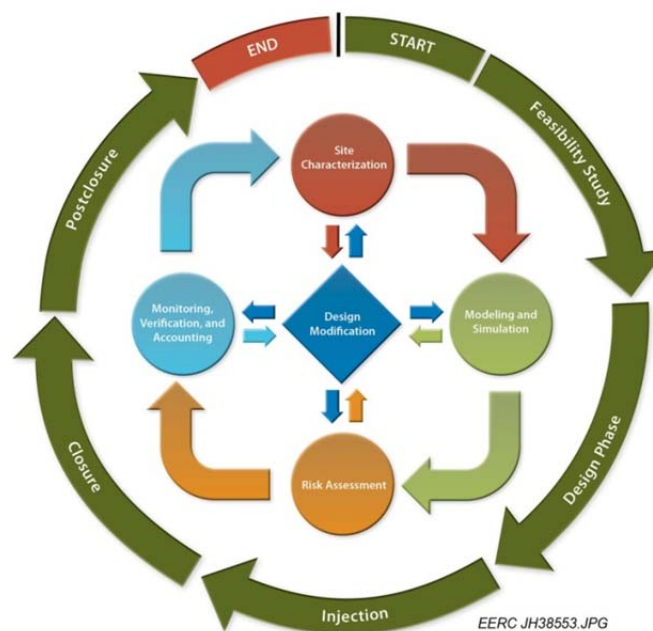 END
START
Feasibility Study
Design Phase
Injection
Closure
Postclosure
Site
Characterization
Monitoring,
Verification, and
Accounting
Design
Modification
Modeling and
Simulation
Risk Assessment
EERC JH38553.JPG